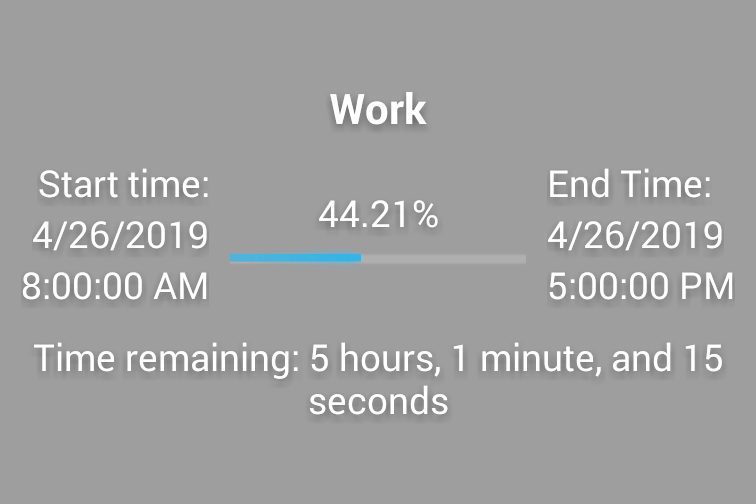 Work
Start time:
4/26/2019
8:00:00 AM
44.21%
End Time:
4/26/2019
5:00:00 PM
Time remaining: 5 hours, 1 minute, and 15
seconds